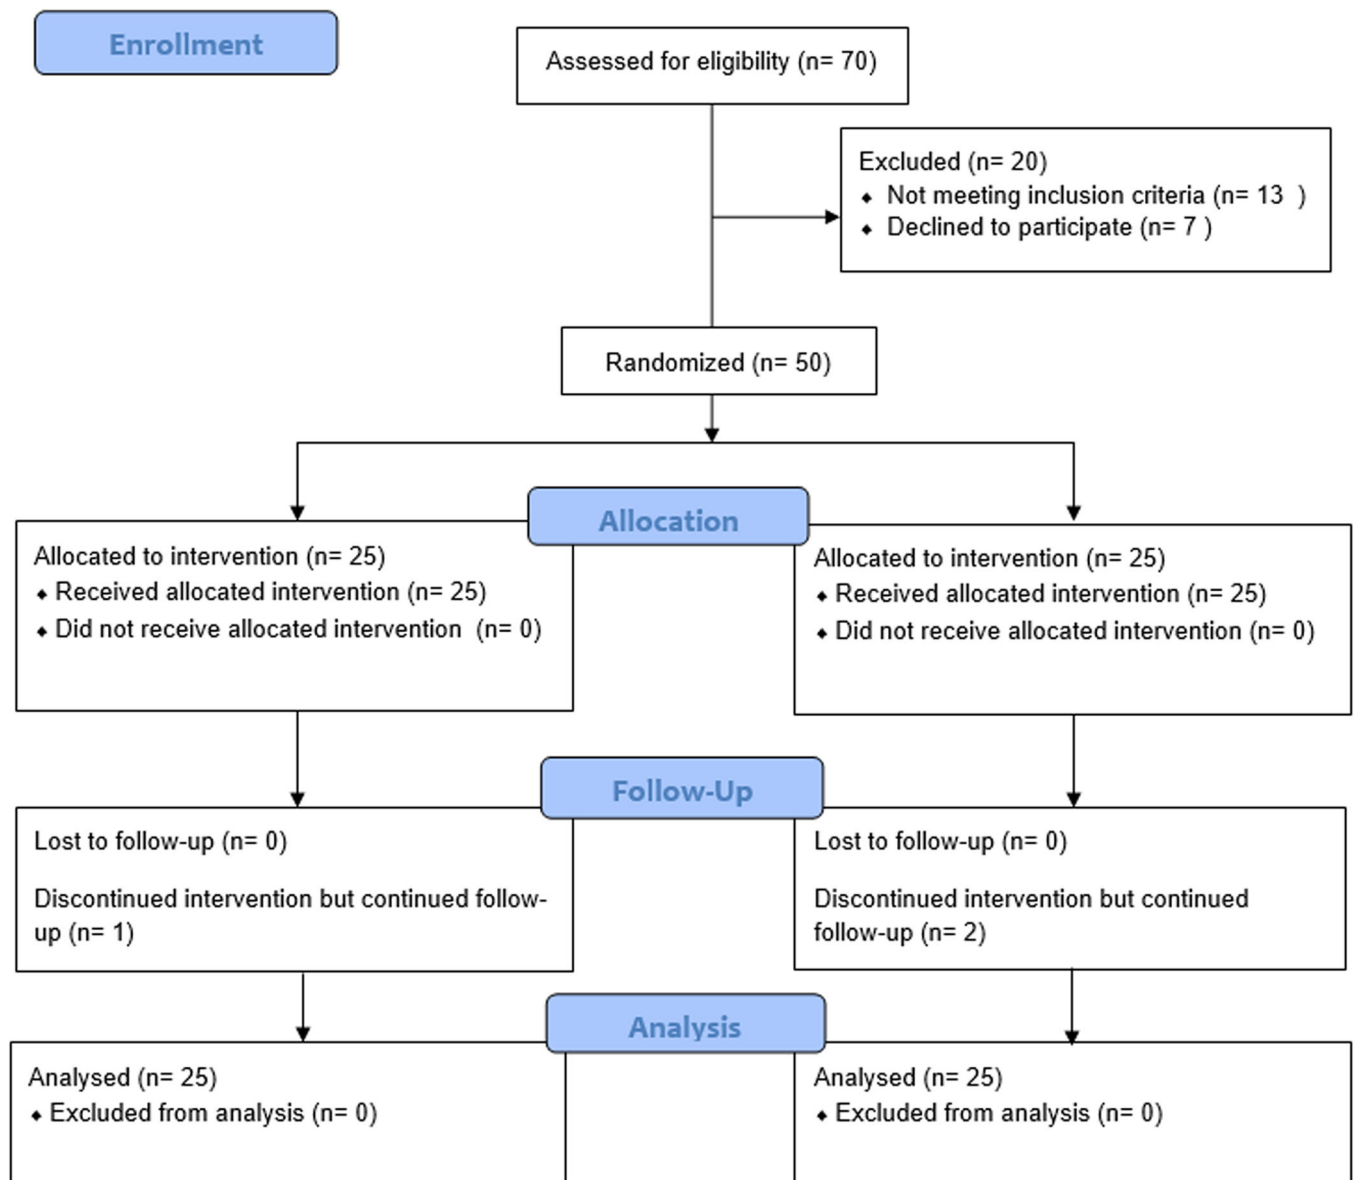 Enrollment
Assessed for eligibility (n= 70)
Excluded (n= 20)
⬥ Not meeting inclusion criteria (n= 13  )
⬥ Declined to participate (n= 7 )
Randomized (n= 50)
Allocation
Allocated to intervention (n= 25)
⬥ Received allocated intervention (n= 25)
⬥ Did not receive allocated intervention  (n= 0)
Allocated to intervention (n= 25)
⬥ Received allocated intervention (n= 25)
⬥ Did not receive allocated intervention (n= 0)
Follow-Up
Lost to follow-up (n= 0)
Discontinued intervention but continued follow-
up (n= 1)
Lost to follow-up (n= 0)
Discontinued intervention but continued
follow-up (n= 2)
Analysis
Analysed (n= 25)
⬥ Excluded from analysis (n= 0)
Analysed (n= 25)
⬥ Excluded from analysis (n= 0)